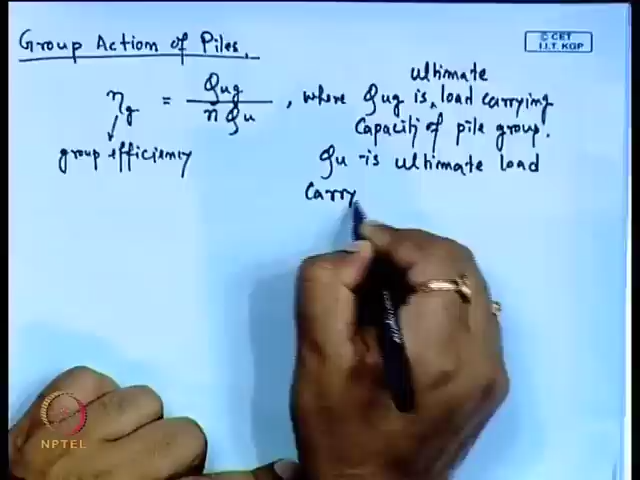 Group Action of Piles.
© CET
I.I.T. KGP
ηg = Qug / n Qu , where Qug is ultimate load carrying
capacity of pile group.
group efficiency
Qu - is ultimate load
Carry
NPTEL